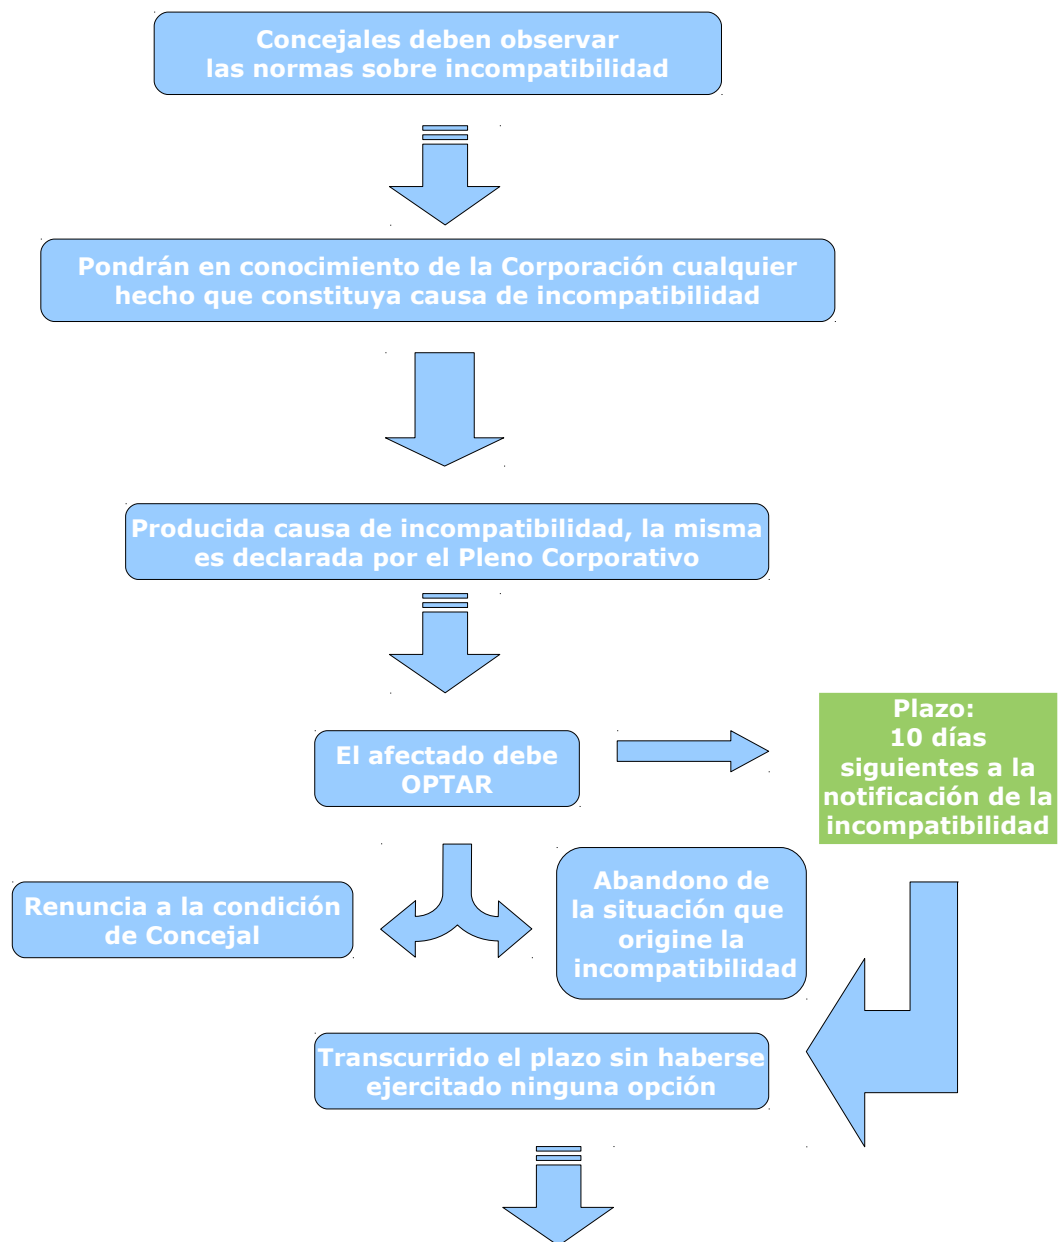 Concejales deben observar
las normas sobre incompatibilidad
Pondrán en conocimiento de la Corporación cualquier
hecho que constituya causa de incompatibilidad
Producida causa de incompatibilidad, la misma
es declarada por el Pleno Corporativo
El afectado debe
OPTAR
Plazo:
10 días
siguientes a la
notificación de la
incompatibilidad
Renuncia a la condición
de Concejal
Abandono de
la situación que
origine la
incompatibilidad
Transcurrido el plazo sin haberse
ejercitado ninguna opción